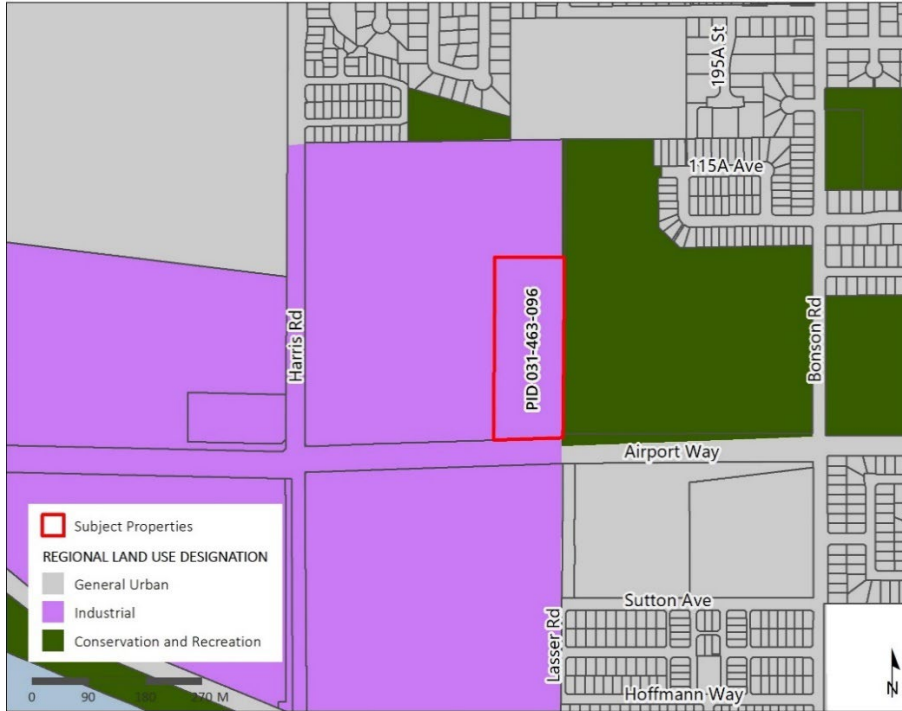 195A St
115A Ave
PID 031-463-096
Harris Rd
Bonson Rd
Airport Way
Subject Properties
REGIONAL LAND USE DESIGNATION
General Urban
Industrial
Conservation and Recreation
Sutton Ave
Lasser Rd
0 90 180 270 M
Hoffmann Way
N